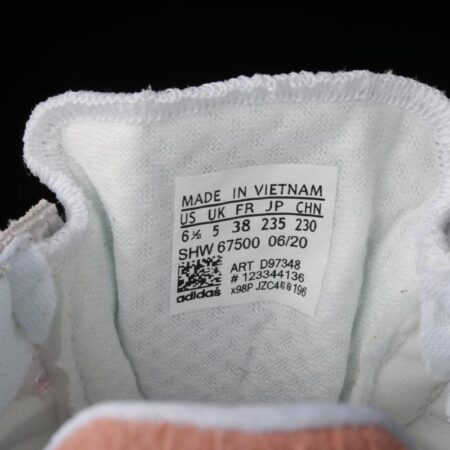 MADE IN VIETNAM
US UK FR JP CHN
6½ 5 38 235 230
SHW 67500 06/20
ART D97348
# 123344136
adidas